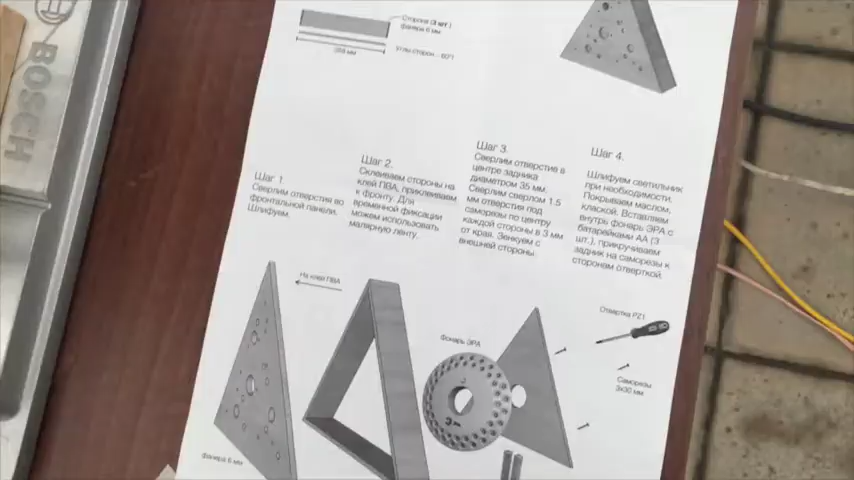 BOSCH
Сторона (3 шт.)
фанера 6 мм
углы сторон - 60°
Шаг 1.
Сверлим отверстие во
фронтальной панели.
Шлифуем.
Шаг 2.
Склеиваем стороны на
клей ПВА, приклеиваем
к фронту. Для
временной фиксации
можем использовать
малярную ленту.
Шаг 3.
Сверлим отверстие в
центре задника
диаметром 35 мм.
Сверлим сверлом 1.5
мм отверстия под
саморезы по центру
каждой стороны в 3 мм
от края. Зенкуем с
внешней стороны.
Шаг 4.
Шлифуем светильник
при необходимости.
Покрываем маслом,
краской. Вставляем
внутрь фонарь ЭРА с
батарейками АА (3
шт.), прикручиваем
задник на саморезы к
сторонам отверткой.
На клей ПВА
Фонарь ЭРА
Отвертка PZ1
Саморезы
3x30 мм
фанера 6 мм